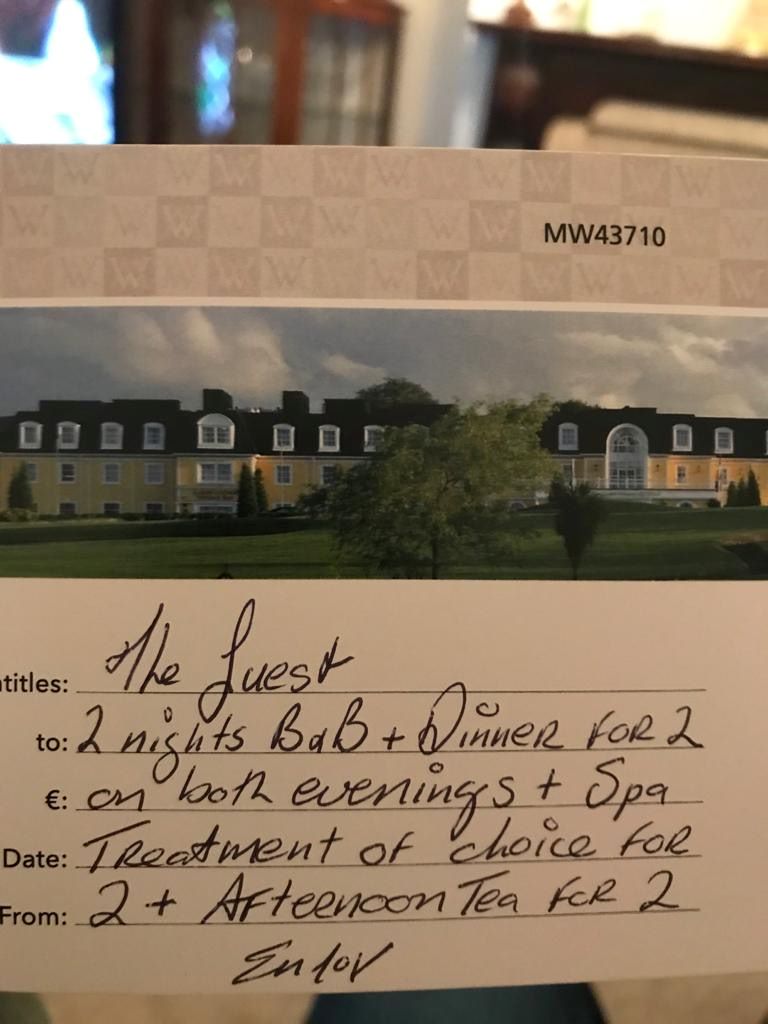 MW43710
ntitles: The Guest
to: 2 nights B&B + Dinner FOR 2
€: on both evenings + Spa
Date: Treatment of choice FOR
From: 2 + Afternoon Tea FOR 2
Enjoy